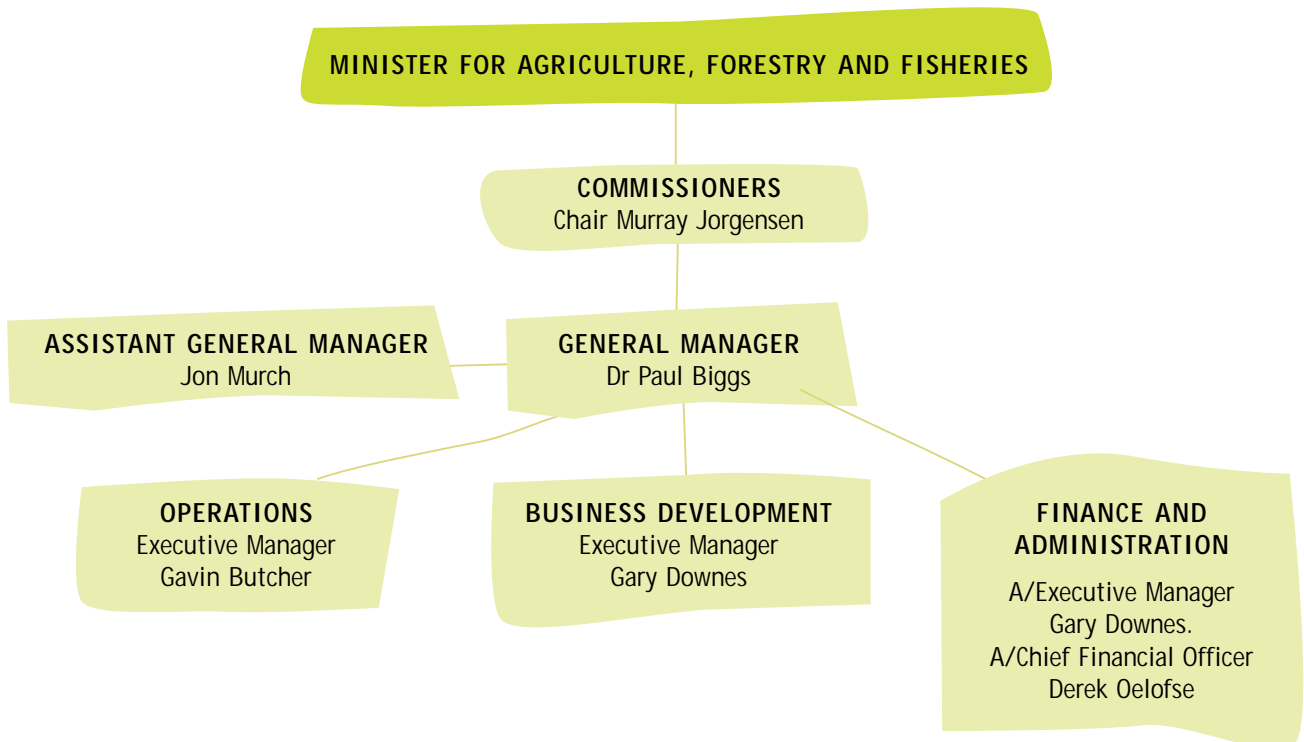 MINISTER FOR AGRICULTURE, FORESTRY AND FISHERIES
COMMISSIONERS
Chair Murray Jorgensen
ASSISTANT GENERAL MANAGER
Jon Murch
GENERAL MANAGER
Dr Paul Biggs
OPERATIONS
Executive Manager
Gavin Butcher
BUSINESS DEVELOPMENT
Executive Manager
Gary Downes
FINANCE AND
ADMINISTRATION
A/Executive Manager
Gary Downes.
A/Chief Financial Officer
Derek Oelofse